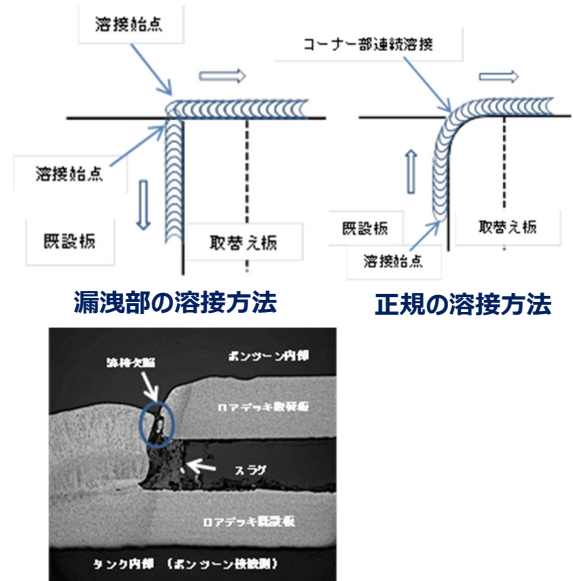 溶接始点
溶接始点
既設板
取替え板
漏洩部の溶接方法
コーナー部連続溶接
既設板
取替え板
溶接始点
正規の溶接方法
溶接欠陥
ポンツーン内部
ロアデッキ取替板
スラグ
ロアデッキ既設板
タンク内部 (ポンツーン接液側)